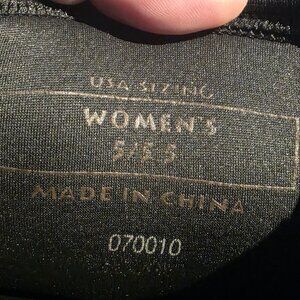 USA SIZING
WOMEN'S
5/5.5
MADE IN CHINA
070010